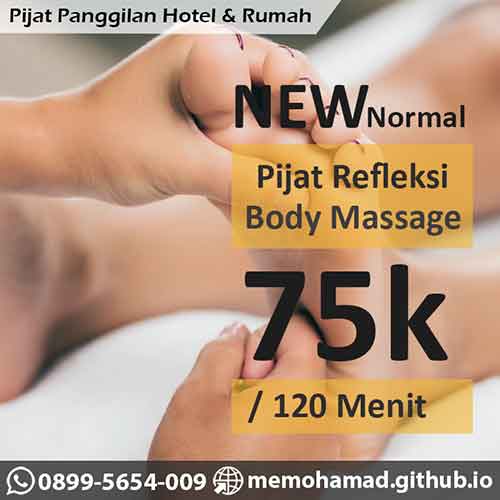 Pijat Panggilan Hotel & Rumah
NEW Normal
Pijat Refleksi
Body Massage
75k
/ 120 Menit
0899-5654-009 memohamad.github.io